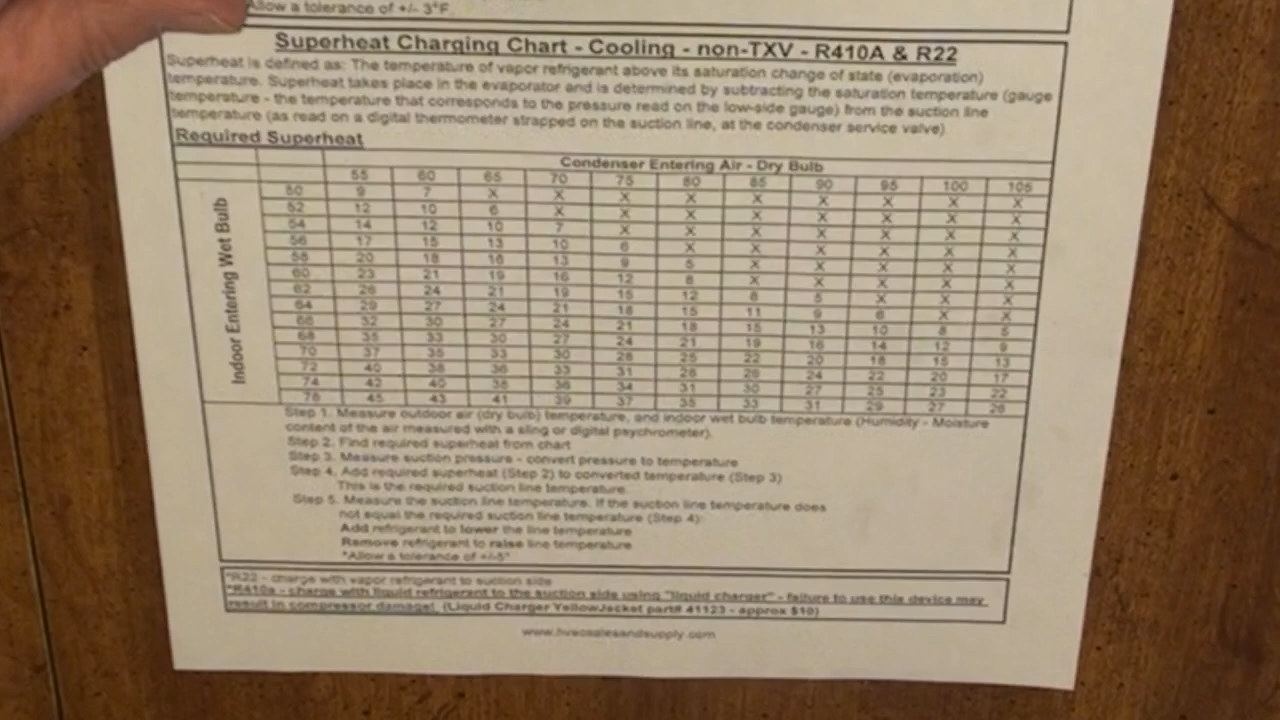 Allow a tolerance of +/- 3°F.
Superheat Charging Chart - Cooling - non-TXV - R410A & R22
Superheat is defined as: The temperature of vapor refrigerant above its saturation change of state (evaporation)
temperature. Superheat takes place in the evaporator and is determined by subtracting the saturation temperature (gauge
temperature - the temperature that corresponds to the pressure read on the low-side gauge) from the suction line
temperature (as read on a digital thermometer strapped on the suction line, at the condenser service valve)
Required Superheat
Condenser Entering Air - Dry Bulb
55 60 65 70 75 80 85 90 95 100 105
Indoor Entering Wet Bulb
50 9 7 X X X X X X X X X
52 12 10 6 X X X X X X X X
54 14 12 10 7 X X X X X X X
56 17 15 13 10 6 X X X X X X
58 20 18 16 13 9 5 X X X X X
60 23 21 19 16 12 8 X X X X X
62 26 24 21 19 15 12 8 5 X X X
64 29 27 24 21 18 15 11 9 6 X X
66 32 30 27 24 21 18 15 13 10 8 5
68 35 33 30 27 24 21 19 16 14 12 9
70 37 35 33 30 28 25 22 20 18 15 13
72 40 38 36 33 31 28 26 24 22 20 17
74 42 40 38 36 34 31 30 27 25 23 22
76 45 43 41 39 37 35 33 31 29 27 26
Step 1. Measure outdoor air (dry bulb) temperature, and indoor wet bulb temperature (Humidity - Moisture
content of the air measured with a sling or digital psychrometer).
Step 2. Find required superheat from chart
Step 3. Measure suction pressure - convert pressure to temperature
Step 4. Add required superheat (Step 2) to converted temperature (Step 3)
This is the required suction line temperature.
Step 5. Measure the suction line temperature. If the suction line temperature does
not equal the required suction line temperature (Step 4):
Add refrigerant to lower the line temperature
Remove refrigerant to raise line temperature
*Allow a tolerance of +/-5°
*R22 - charge with vapor refrigerant to suction side
*R410a - charge with liquid refrigerant to the suction side using "liquid charger" - failure to use this device may
result in compressor damage! (Liquid Charger YellowJacket part# 41123 - approx $10)
www.hvacsalesandsupply.com